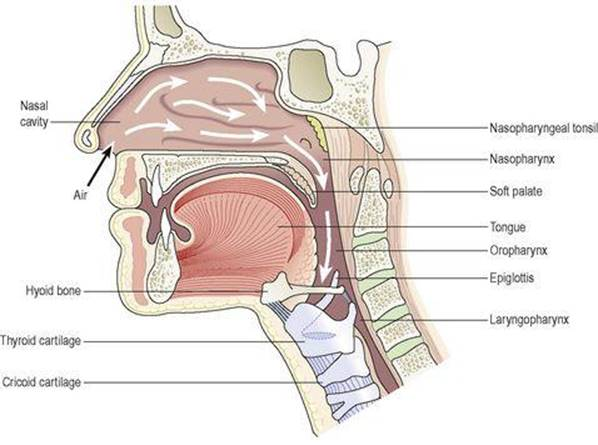 Nasal
cavity
Air
Hyoid bone
Thyroid cartilage
Cricoid cartilage
Nasopharyngeal tonsil
Nasopharynx
Soft palate
Tongue
Oropharynx
Epiglottis
Laryngopharynx